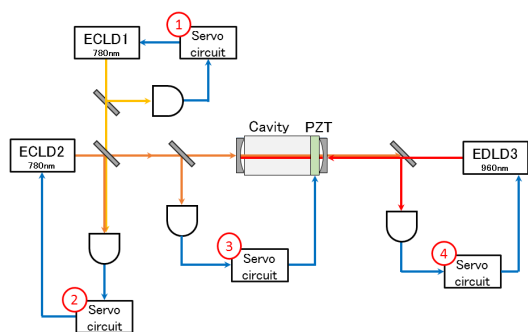 ECLD1
780nm
1
Servo
circuit
Cavity
PZT
ECLD2
780nm
EDLD3
960nm
3
Servo
circuit
4
Servo
circuit
2
Servo
circuit